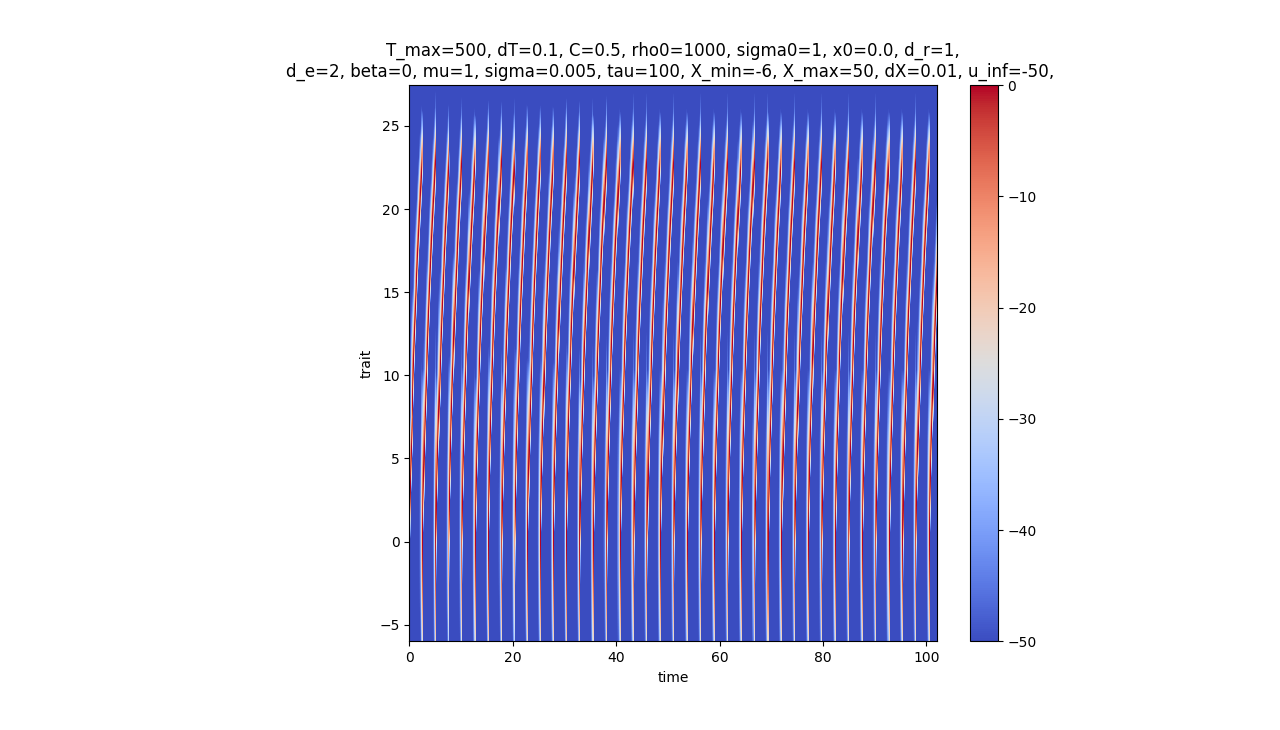 T_max=500, dT=0.1, C=0.5, rho0=1000, sigma0=1, x0=0.0, d_r=1,
d_e=2, beta=0, mu=1, sigma=0.005, tau=100, X_min=-6, X_max=50, dX=0.01, u_inf=-50,
25
20
15
10
5
0
−5
trait
0 20 40 60 80 100
time
0
−10
−20
−30
−40
−50